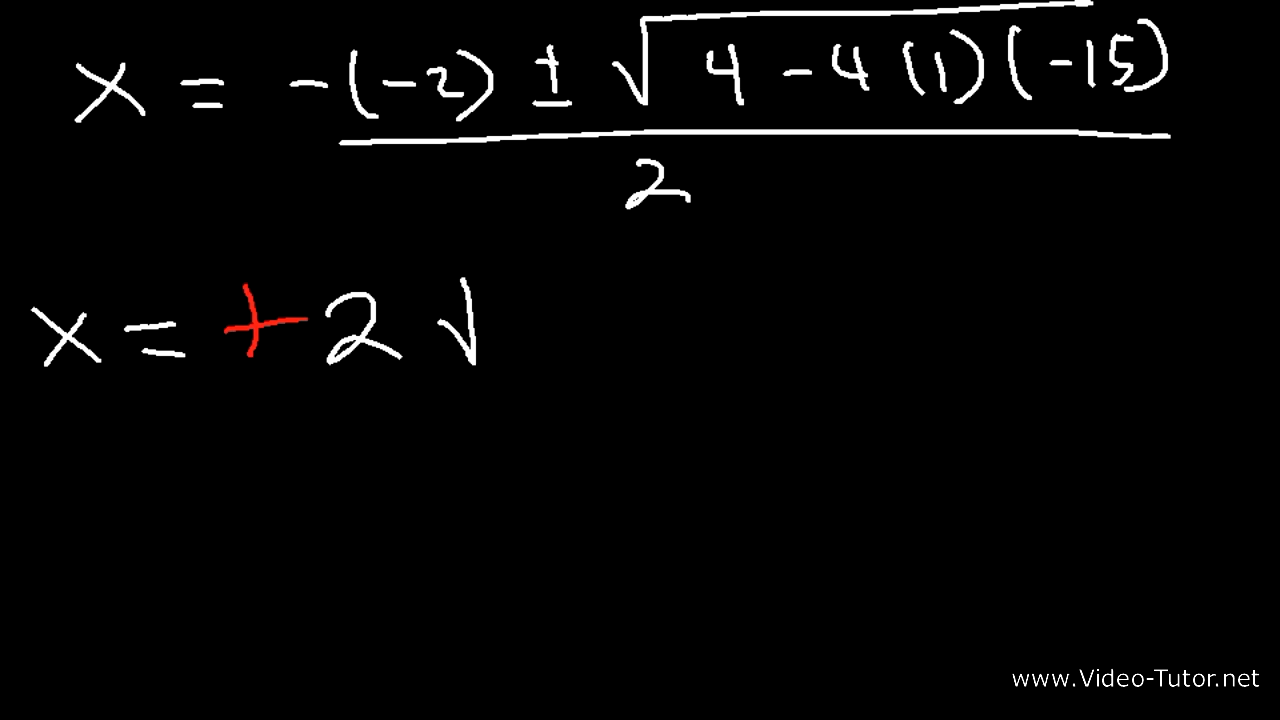 x = -(-2) ± √ 4 - 4 (1) (-15)
2
x = + 2 √
www.Video-Tutor.net